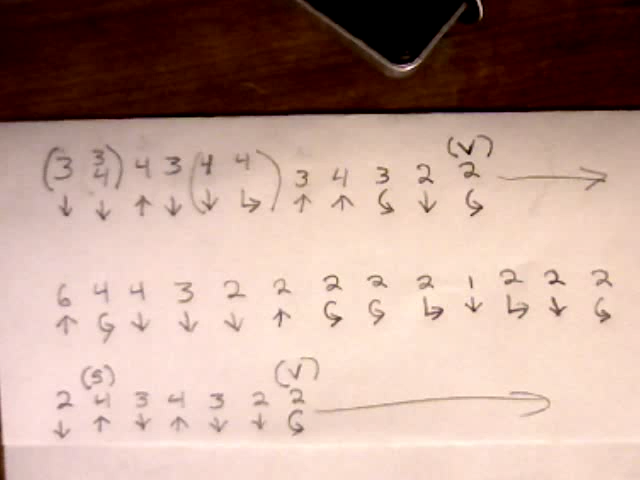 (V)
(3 3/4) 4 3 (4 4) 3 4 3 2 2 ⟶
↓ ↓ ↑ ↓ ↓ ↳ ↑ ↑ ↳ ↓ ↳
6 4 4 3 2 2 2 2 2 1 2 2 2
↑ ↳ ↓ ↓ ↓ ↑ ↳ ↳ ↳ ↓ ↳ ↓ ↳
(5) (V)
2 4 3 4 3 2 2 ⟶
↓ ↑ ↓ ↑ ↓ ↓ ↳